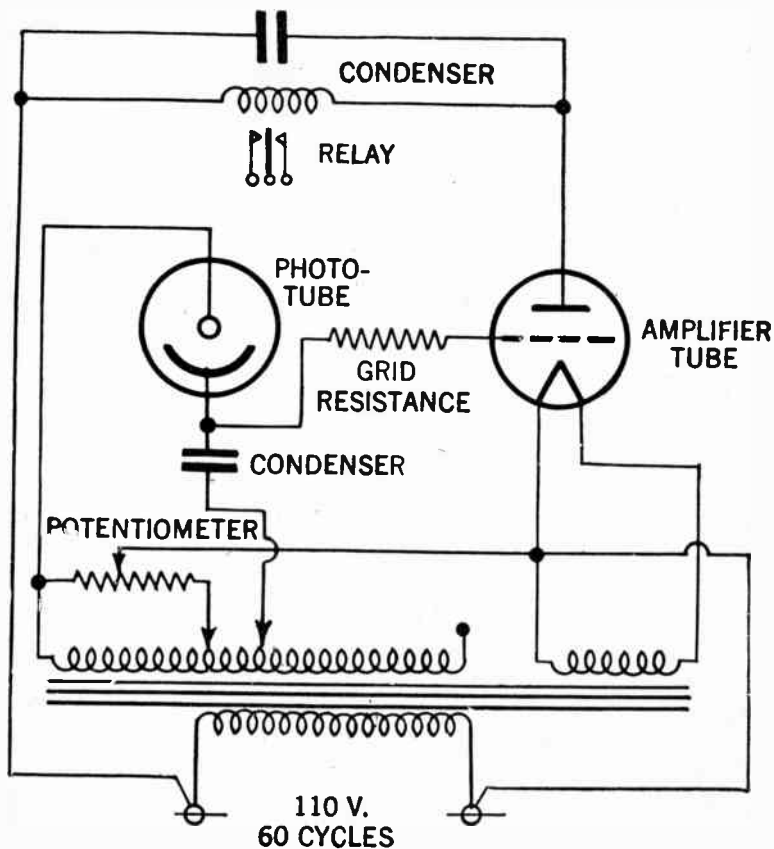 CONDENSER
RELAY
PHOTO-
TUBE
AMPLIFIER
TUBE
GRID
RESISTANCE
CONDENSER
POTENTIOMETER
110 V.
60 CYCLES